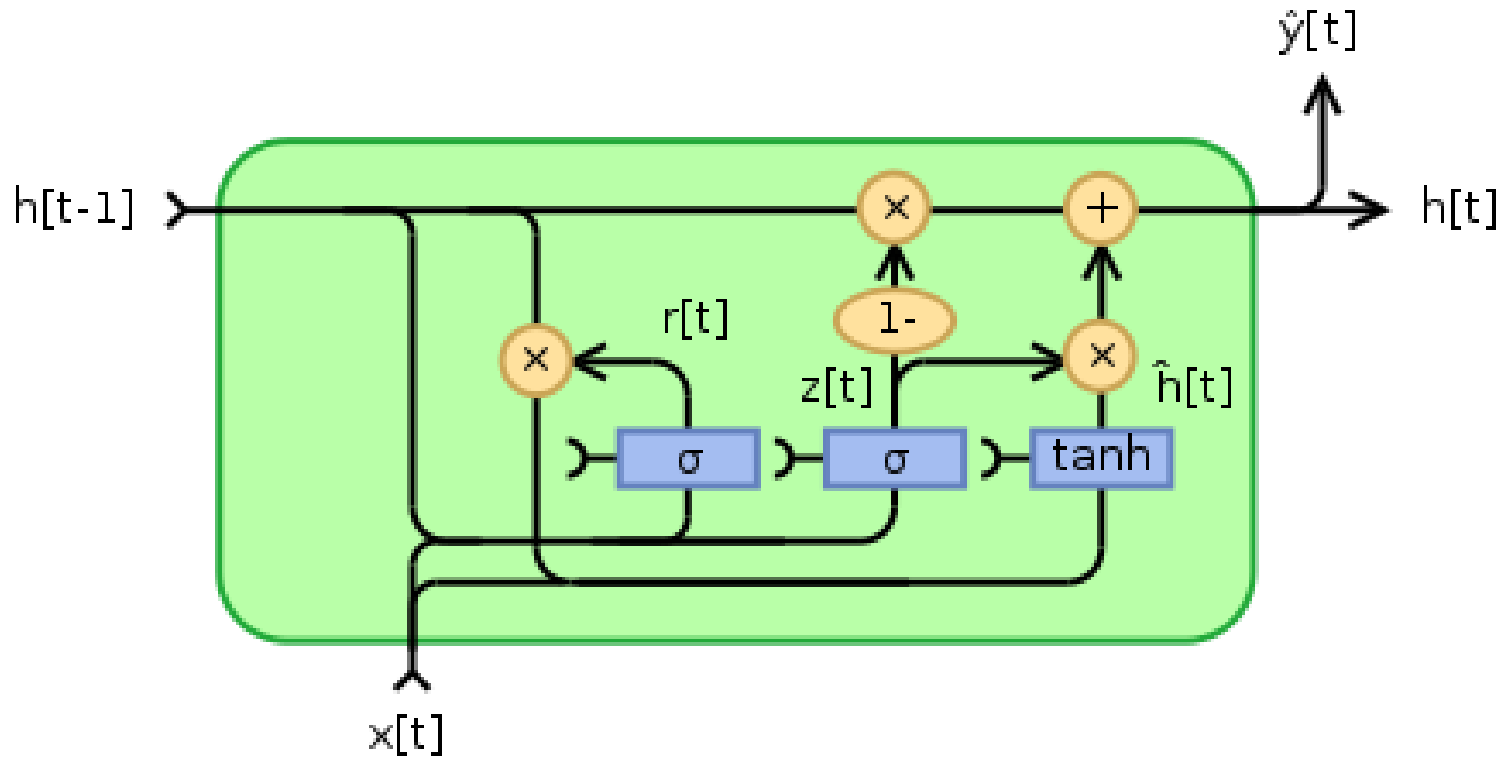 ŷ[t]
h[t-1]
×
+
h[t]
r[t]
1-
×
×
z[t]
ĥ[t]
σ
σ
tanh
x[t]